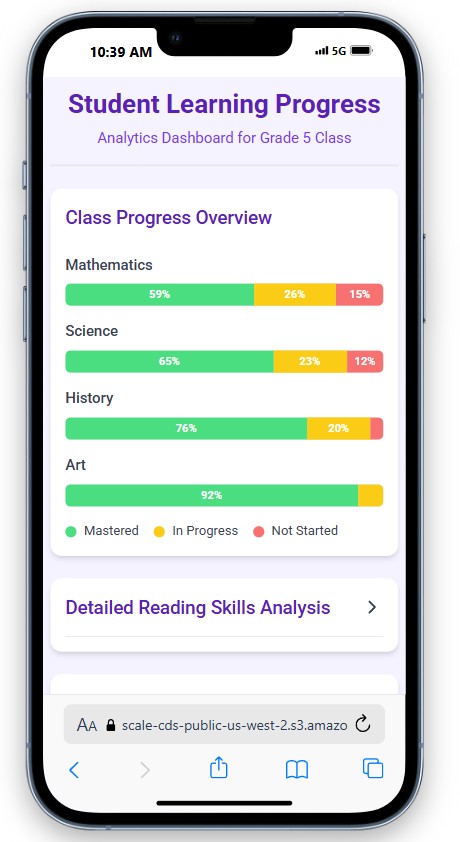 10:39 AM 5G
Student Learning Progress
Analytics Dashboard for Grade 5 Class
Class Progress Overview
Mathematics
59% 26% 15%
Science
65% 23% 12%
History
76% 20%
Art
92%
Mastered In Progress Not Started
Detailed Reading Skills Analysis
AA scale-cds-public-us-west-2.s3.amazo